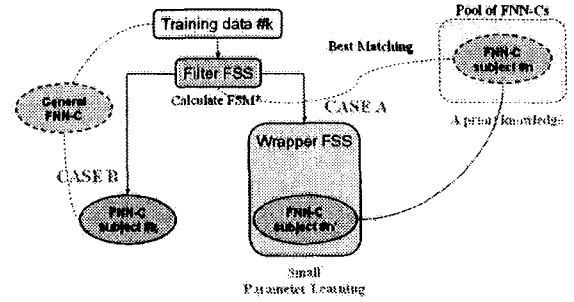 Training data #k
Pool of FNN-Cs
Best Matching
FNN-C
subject #n
Filter FSS
Calculate FSM*
General
FNN-C
CASE A
A priori knowledge
Wrapper FSS
CASE B
FNN-C
subject #k
FNN-C
subject #n'
Small
Parameter Learning